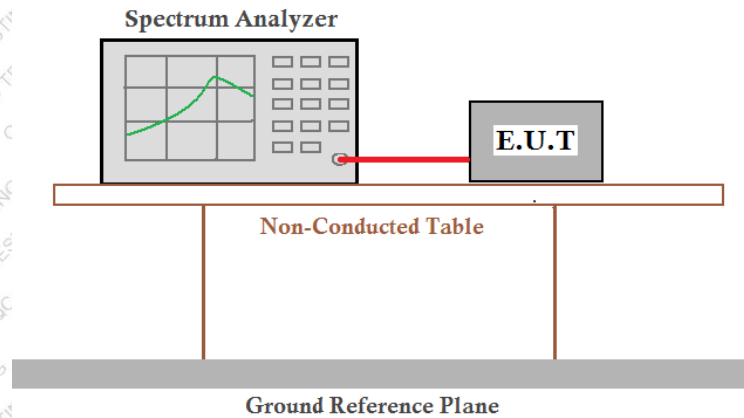 Spectrum Analyzer
E.U.T
Non-Conducted Table
Ground Reference Plane